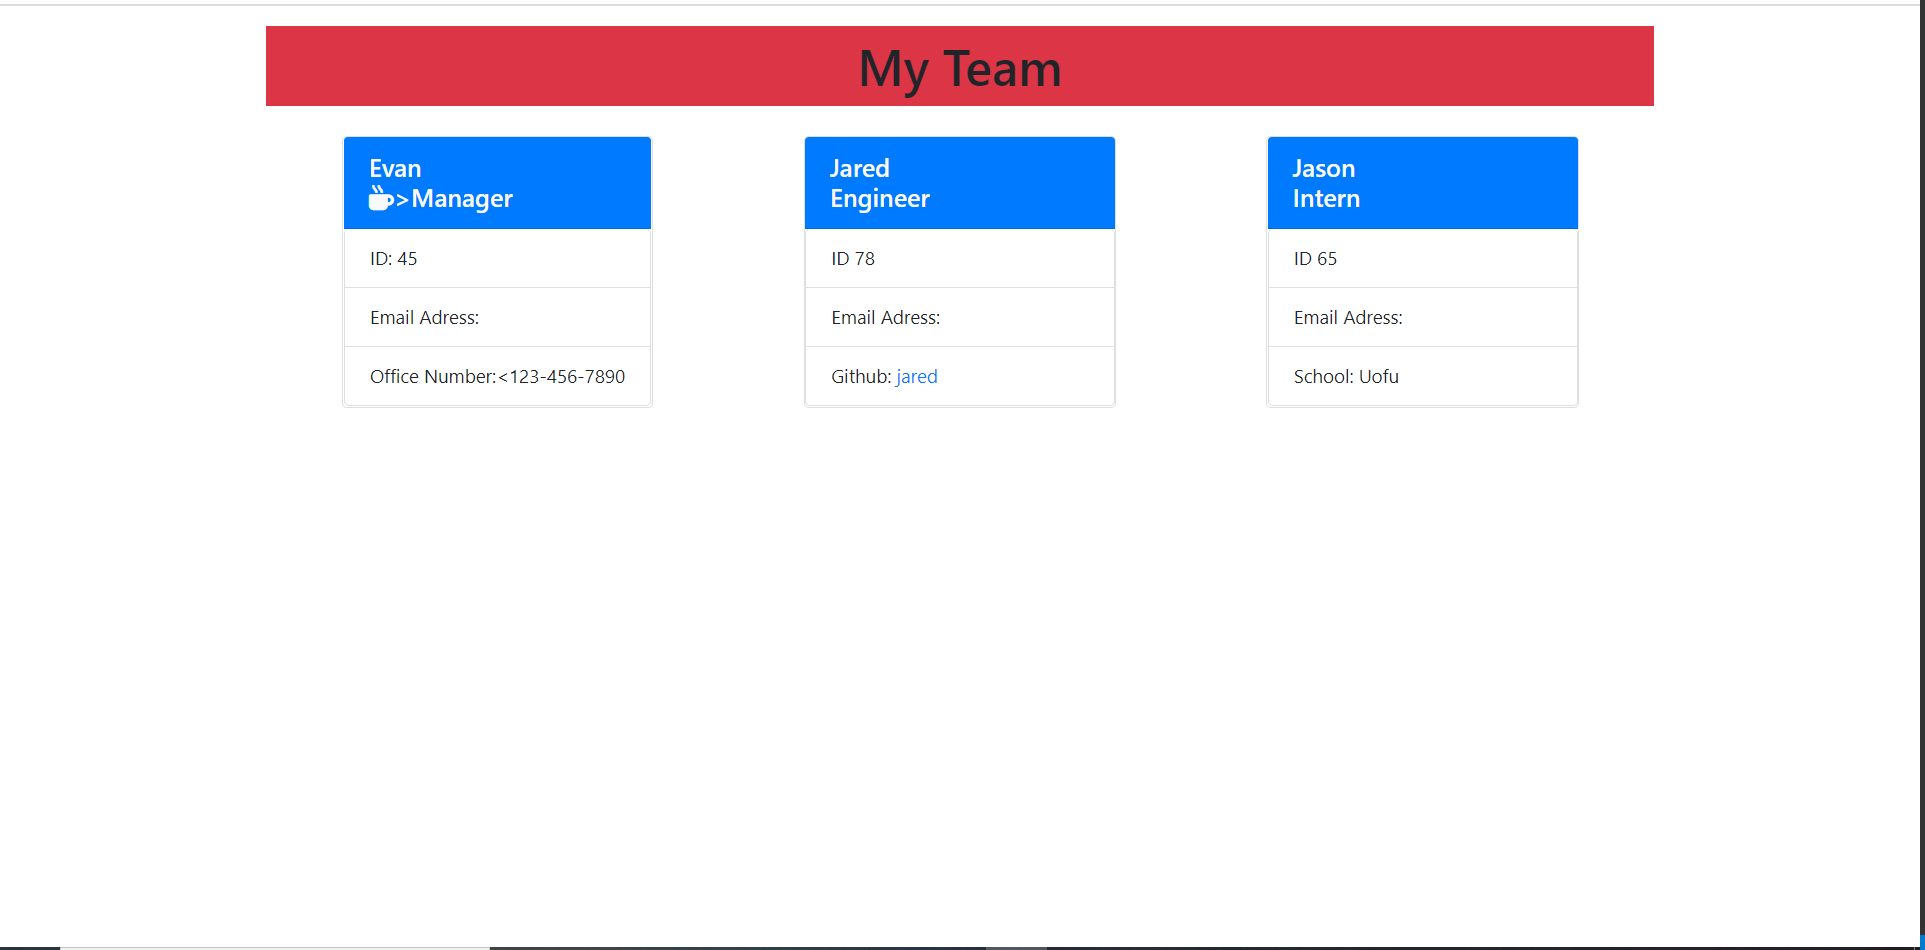 My Team
Evan
>Manager
ID: 45
Email Adress:
Office Number:<123-456-7890
Jared
Engineer
ID 78
Email Adress:
Github: jared
Jason
Intern
ID 65
Email Adress:
School: Uofu